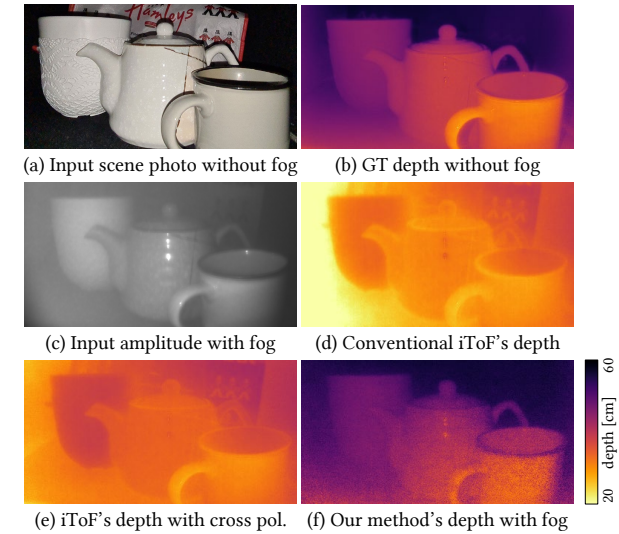 Hamleys
(a) Input scene photo without fog
(b) GT depth without fog
(c) Input amplitude with fog
(d) Conventional iToF's depth
(e) iToF's depth with cross pol.
(f) Our method's depth with fog
60
depth [cm]
20